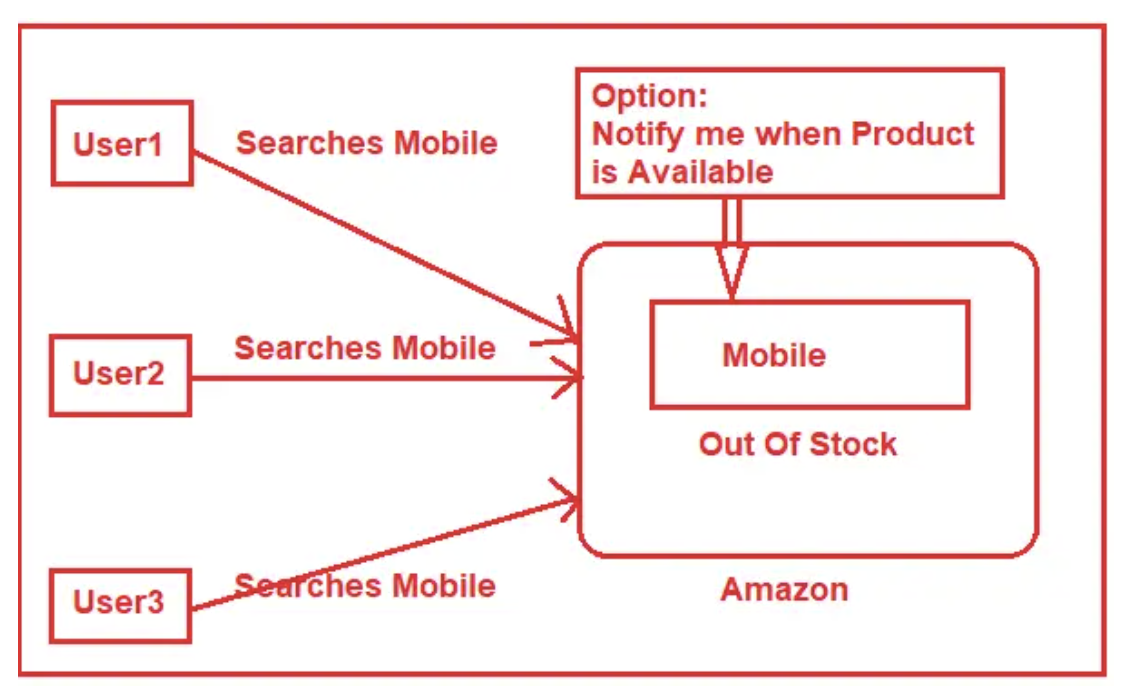 Option:
Notify me when Product
is Available
User1
Searches Mobile
User2
Searches Mobile
Mobile
Out Of Stock
User3
Searches Mobile
Amazon